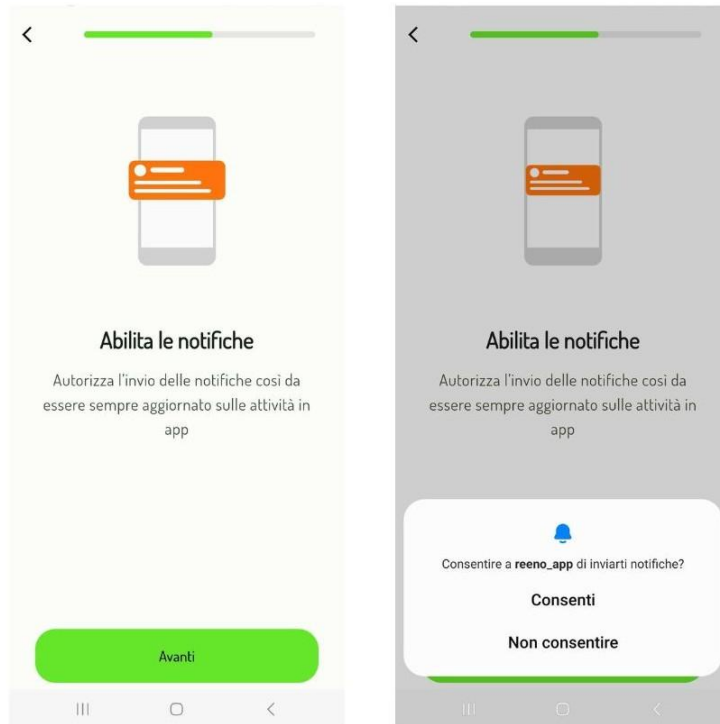 Abilita le notifiche
Autorizza l'invio delle notifiche così da
essere sempre aggiornato sulle attività in
app
Avanti
Abilita le notifiche
Autorizza l'invio delle notifiche così da
essere sempre aggiornato sulle attività in
app
Consentire a reeno_app di inviarti notifiche?
Consenti
Non consentire